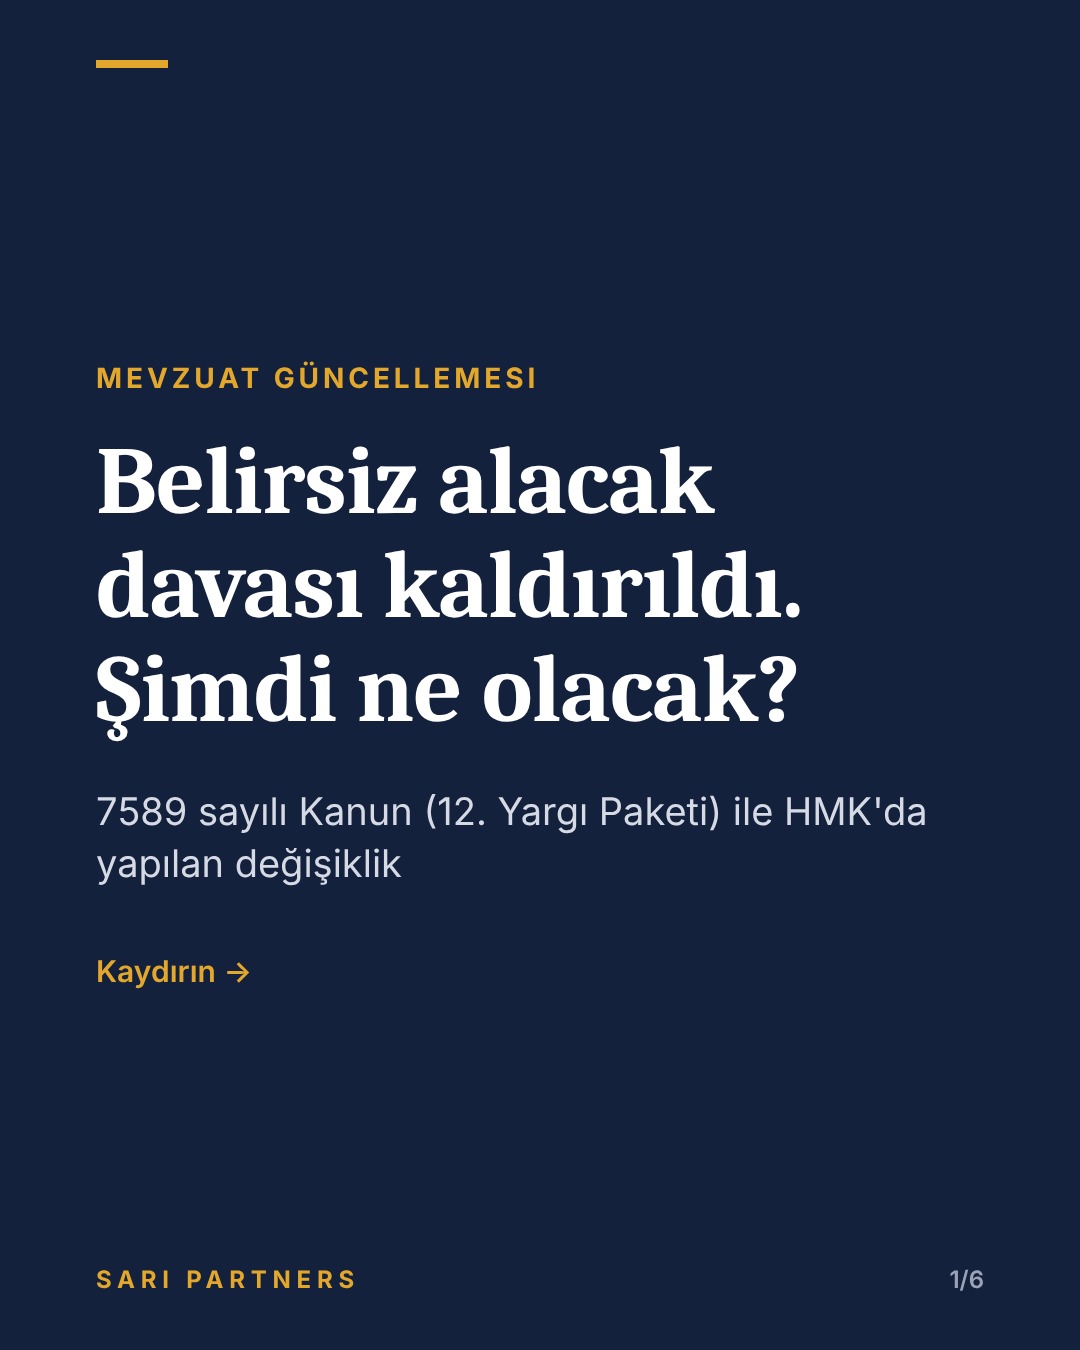 MEVZUAT GÜNCELLEMESI
Belirsiz alacak
davası kaldırıldı.
Şimdi ne olacak?
7589 sayılı Kanun (12. Yargı Paketi) ile HMK'da
yapılan değişiklik
Kaydırın →
SARI PARTNERS
1/6